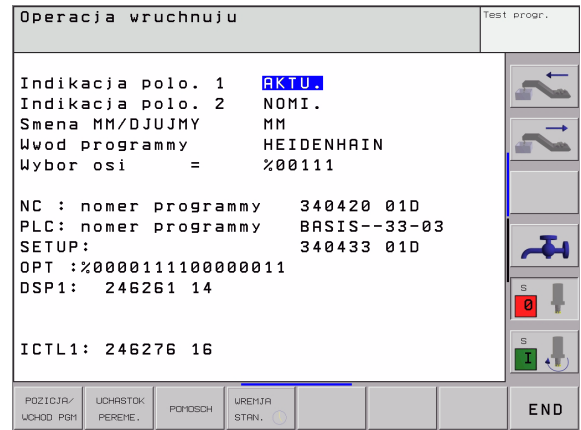 Operacja wruchnuju
Test progr.
Indikacja polo. 1 AKTU.
Indikacja polo. 2 NOMI.
Smena MM/DJUJMY MM
Wwod programmy HEIDENHAIN
Wybor osi = %00111
NC : nomer programmy 340420 01D
PLC: nomer programmy BASIS--33-03
SETUP: 340433 01D
OPT :%0000111100000011
DSP1: 246261 14
ICTL1: 246276 16
S
0
S
I
POZICJA/
WCHOD PGM
UCHASTOK
PEREME.
POMOSCH
WREMJA
STAN.
END